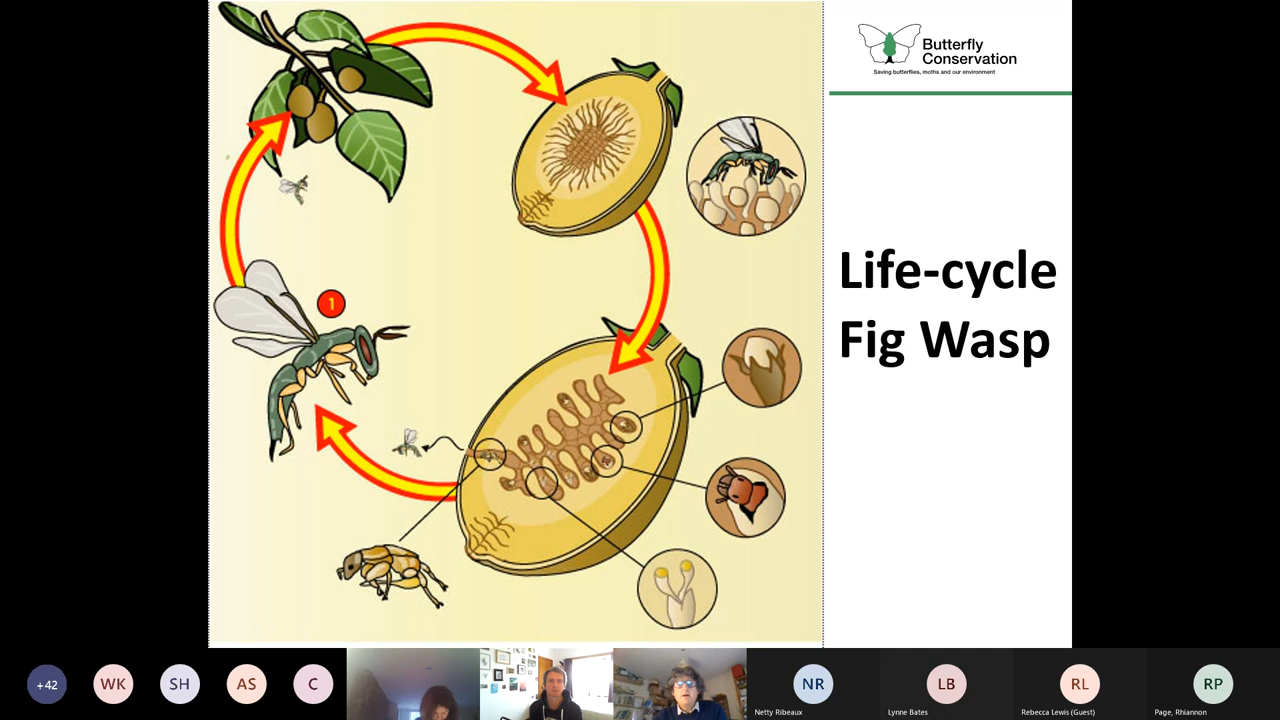 Butterfly
Conservation
Saving butterflies, moths and our environment
1
Life-cycle
Fig Wasp
+42
WK
SH
AS
C
NR
Netty Ribeaux
LB
Lynne Bates
RL
Rebecca Lewis (Guest)
RP
Page, Rhiannon